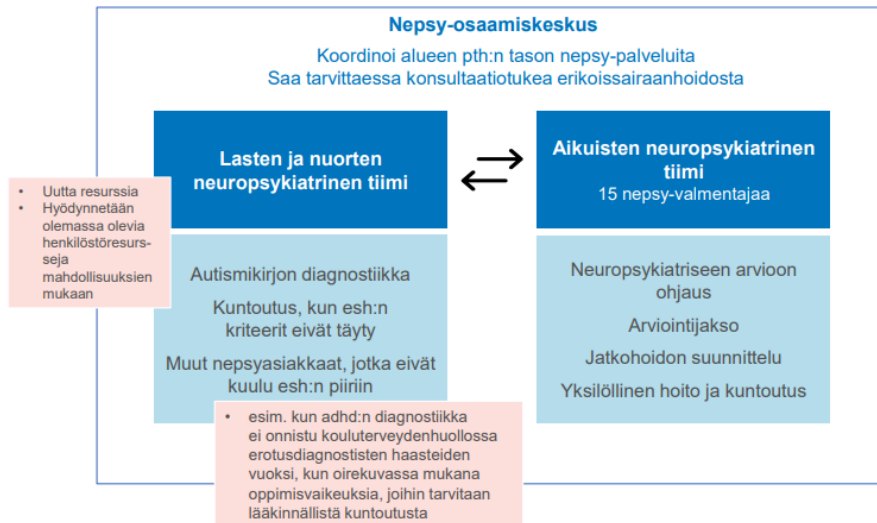 Nepsy-osaamiskeskus
Koordinoi alueen pth:n tason nepsy-palveluita
Saa tarvittaessa konsultaatiotukea erikoissairaanhoidosta
Lasten ja nuorten
neuropsykiatrinen tiimi
Aikuisten neuropsykiatrinen
tiimi
15 nepsy-valmentajaa
• Uutta resurssia
• Hyödynnetään
olemassa olevia
henkilöstöresurs-
sseja
mahdollisuuksien
mukaan
Autismikirjon diagnostiikka
Kuntoutus, kun esh:n
kriteerit eivät täyty
Muut nepsyasiakkaat, jotka eivät
kuulu esh:n piiriin
• esim. kun adhd:n diagnostiikka
ei onnistu kouluterveydenhuollossa
erotusdiagnostisten haasteiden
vuoksi, kun oirekuvassa mukana
oppimisvaikeuksia, joihin tarvitaan
lääkinnällistä kuntoutusta
Neuropsykiatriseen arvioon
ohjaus
Arviointijakso
Jatkohoidon suunnittelu
Yksilöllinen hoito ja kuntoutus